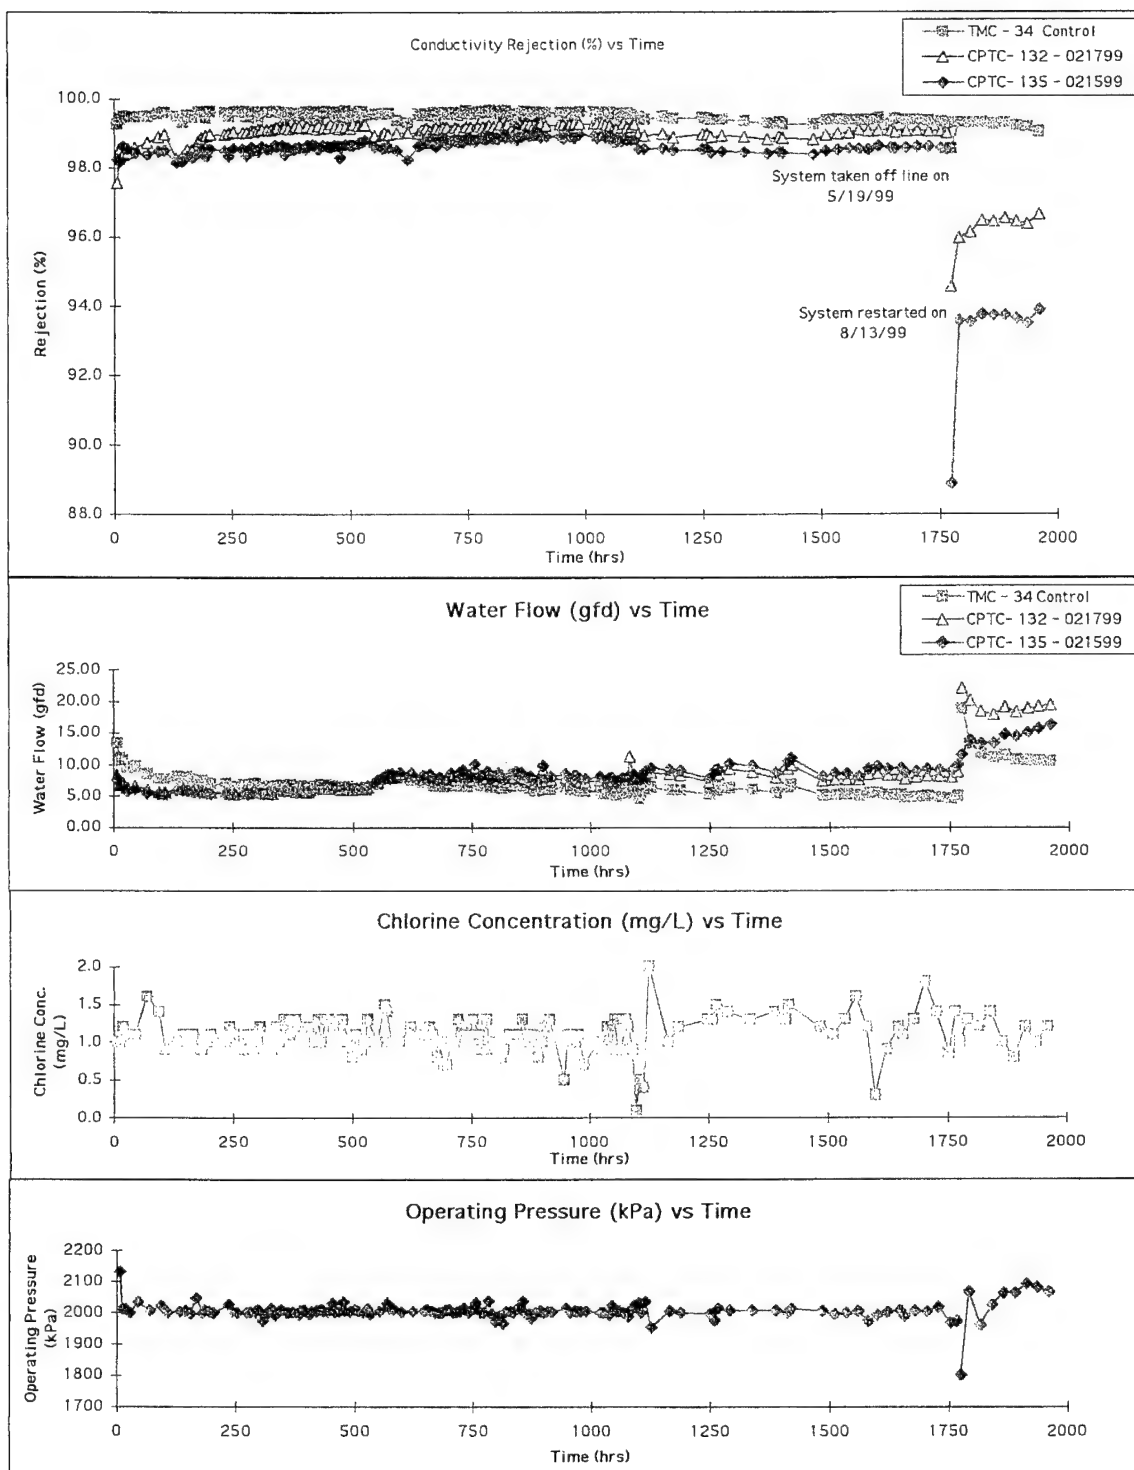 Conductivity Rejection (%) vs Time
TMC - 34 Control
CPTC- 132 - 021799
CPTC- 135 - 021599
100.0
98.0
96.0
94.0
92.0
90.0
88.0
Rejection (%)
System taken off line on
5/19/99
System restarted on
8/13/99
0 250 500 750 1000 1250 1500 1750 2000
Time (hrs)
Water Flow (gfd) vs Time
TMC - 34 Control
CPTC- 132 - 021799
CPTC- 135 - 021599
25.00
20.00
15.00
10.00
5.00
0.00
Water Flow (gfd)
0 250 500 750 1000 1250 1500 1750 2000
Time (hrs)
Chlorine Concentration (mg/L) vs Time
2.0
1.5
1.0
0.5
0.0
Chlorine Conc.
(mg/L)
0 250 500 750 1000 1250 1500 1750 2000
Time (hrs)
Operating Pressure (kPa) vs Time
2200
2100
2000
1900
1800
1700
Operating Pressure
(kPa)
0 250 500 750 1000 1250 1500 1750 2000
Time (hrs)